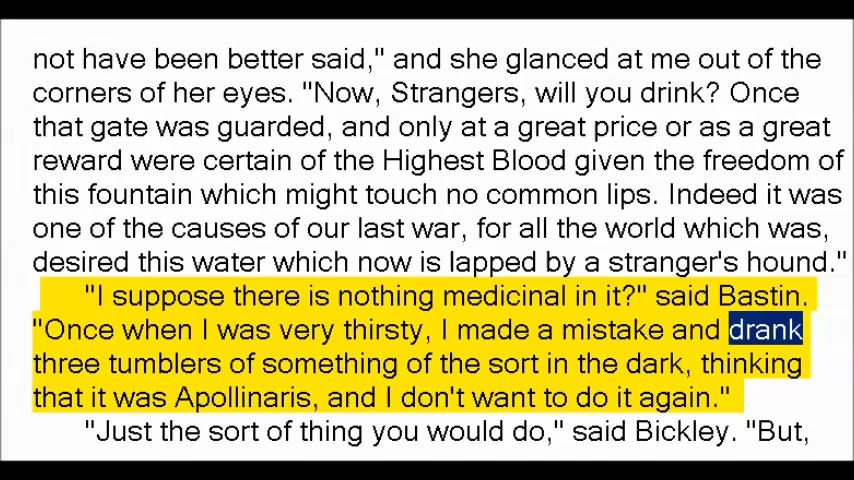 not have been better said," and she glanced at me out of the
corners of her eyes. "Now, Strangers, will you drink? Once
that gate was guarded, and only at a great price or as a great
reward were certain of the Highest Blood given the freedom of
this fountain which might touch no common lips. Indeed it was
one of the causes of our last war, for all the world which was,
desired this water which now is lapped by a stranger's hound."
"I suppose there is nothing medicinal in it?" said Bastin.
"Once when I was very thirsty, I made a mistake and drank
three tumblers of something of the sort in the dark, thinking
that it was Apollinaris, and I don't want to do it again."
"Just the sort of thing you would do," said Bickley. "But,